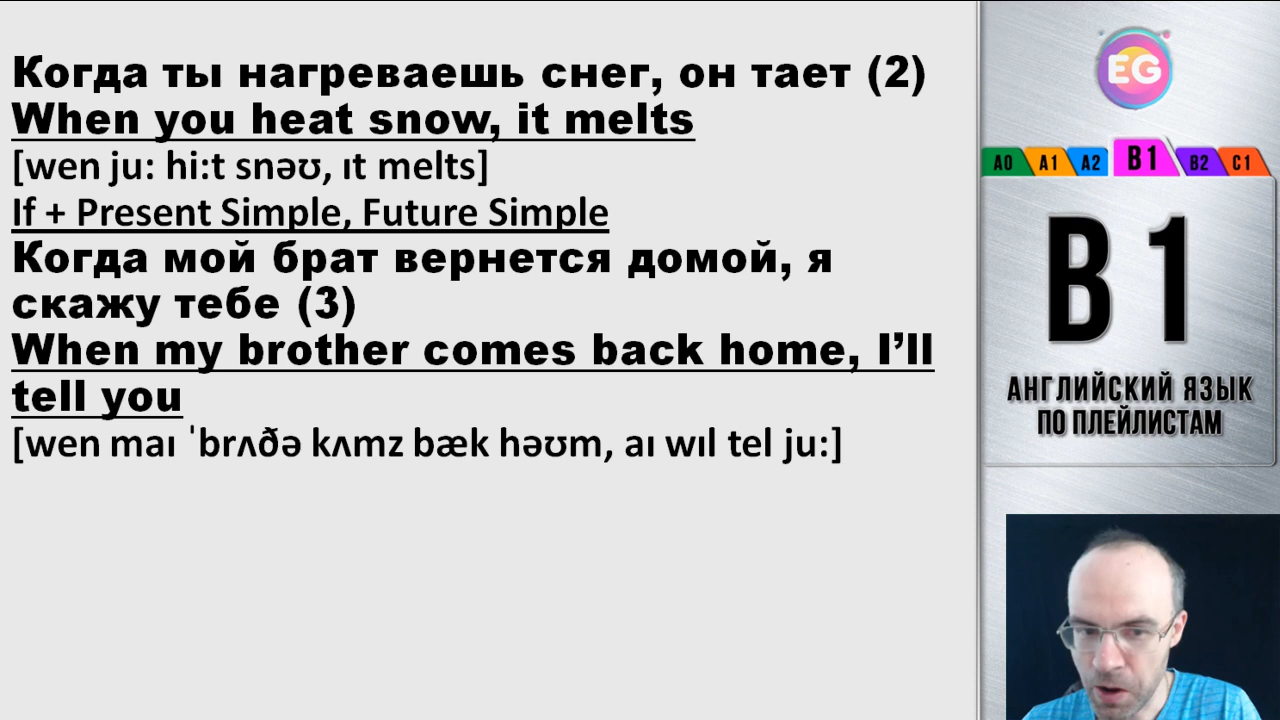 Когда ты нагреваешь снег, он тает (2)
When you heat snow, it melts
[wen ju: hi:t snəʊ, ɪt melts]
If + Present Simple, Future Simple
Когда мой брат вернется домой, я
скажу тебе (3)
When my brother comes back home, I’ll
tell you
[wen maɪ ˈbrʌðə kʌmz bæk həʊm, aɪ wɪl tel ju:]
EG
A0 A1 A2 B1 B2 C1
B1
АНГЛИЙСКИЙ ЯЗЫК
ПО ПЛЕЙЛИСТАМ